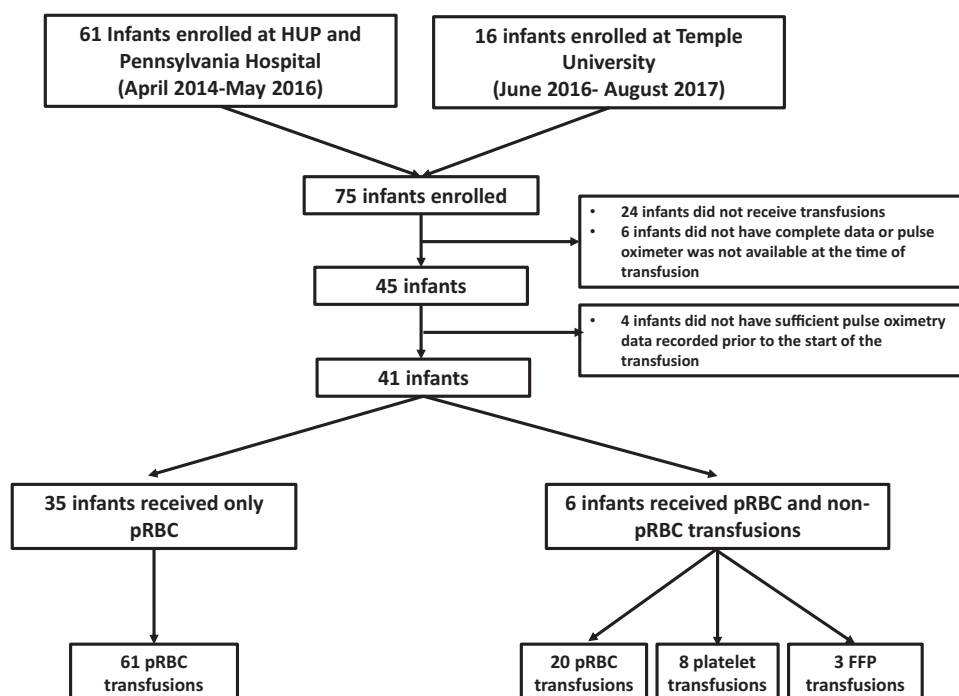 61 Infants enrolled at HUP and
Pennsylvania Hospital
(April 2014-May 2016)
16 infants enrolled at Temple
University
(June 2016- August 2017)
75 infants enrolled
• 24 infants did not receive transfusions
• 6 infants did not have complete data or pulse
oximeter was not available at the time of
transfusion
45 infants
• 4 infants did not have sufficient pulse oximetry
data recorded prior to the start of the
transfusion
41 infants
35 infants received only
pRBC
6 infants received pRBC and non-
pRBC transfusions
61 pRBC
transfusions
20 pRBC
transfusions
8 platelet
transfusions
3 FFP
transfusions